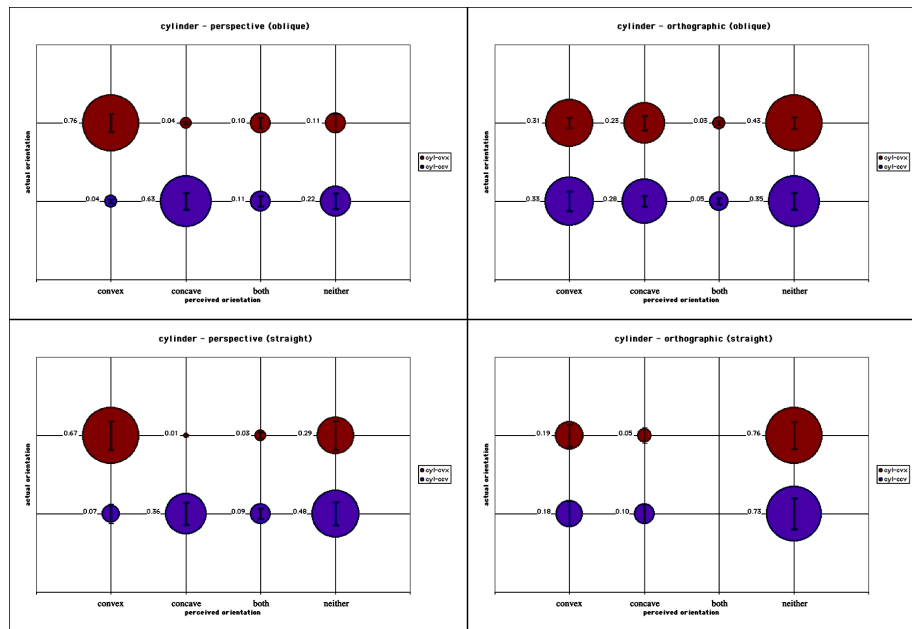 cylinder - perspective (oblique)
0.76
0.04
0.10
0.11
0.04
0.63
0.11
0.22
actual orientation
cyl-cvx
cyl-ccv
convex
concave
both
neither
perceived orientation
cylinder - orthographic (oblique)
0.31
0.23
0.03
0.43
0.33
0.28
0.05
0.35
actual orientation
cyl-cvx
cyl-ccv
convex
concave
both
neither
perceived orientation
cylinder - perspective (straight)
0.67
0.01
0.03
0.29
0.07
0.36
0.09
0.48
actual orientation
cyl-cvx
cyl-ccv
convex
concave
both
neither
perceived orientation
cylinder - orthographic (straight)
0.19
0.05
0.76
0.18
0.10
0.73
actual orientation
cyl-cvx
cyl-ccv
convex
concave
both
neither
perceived orientation